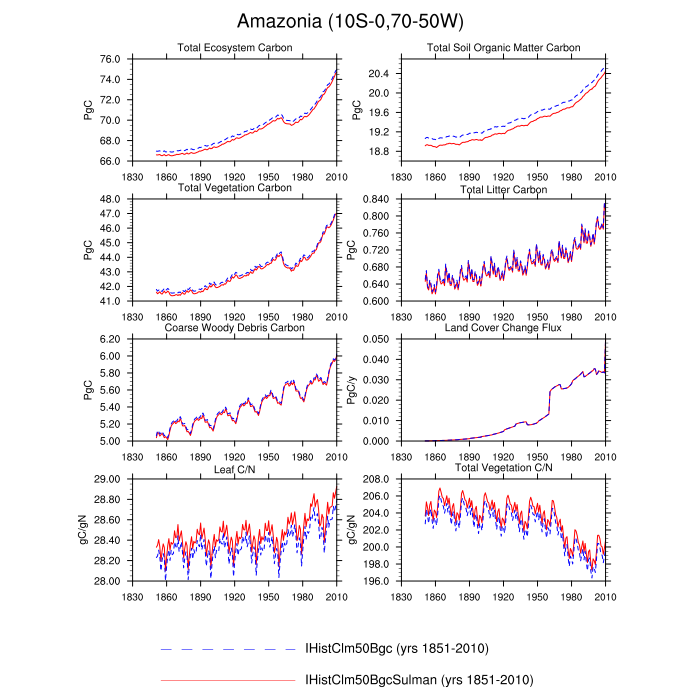 Amazonia (10S-0,70-50W)
Total Ecosystem Carbon
PgC
76.0
74.0
72.0
70.0
68.0
66.0
1830 1860 1890 1920 1950 1980 2010
Total Soil Organic Matter Carbon
PgC
20.4
19.8
19.2
18.6
1830 1860 1890 1920 1950 1980 2010
Total Vegetation Carbon
PgC
48.0
47.0
46.0
45.0
44.0
43.0
42.0
41.0
1830 1860 1890 1920 1950 1980 2010
Total Litter Carbon
PgC
0.840
0.800
0.760
0.720
0.680
0.640
0.600
1830 1860 1890 1920 1950 1980 2010
Coarse Woody Debris Carbon
PgC
6.20
6.00
5.80
5.60
5.40
5.20
5.00
1830 1860 1890 1920 1950 1980 2010
Land Cover Change Flux
PgC/y
0.050
0.040
0.030
0.020
0.010
0.000
1830 1860 1890 1920 1950 1980 2010
Leaf C/N
gC/gN
29.00
28.80
28.60
28.40
28.20
28.00
1830 1860 1890 1920 1950 1980 2010
Total Vegetation C/N
gC/gN
208.0
206.0
204.0
202.0
200.0
198.0
196.0
1830 1860 1890 1920 1950 1980 2010
IHistClm50Bgc (yrs 1851-2010)
IHistClm50BgcSulman (yrs 1851-2010)